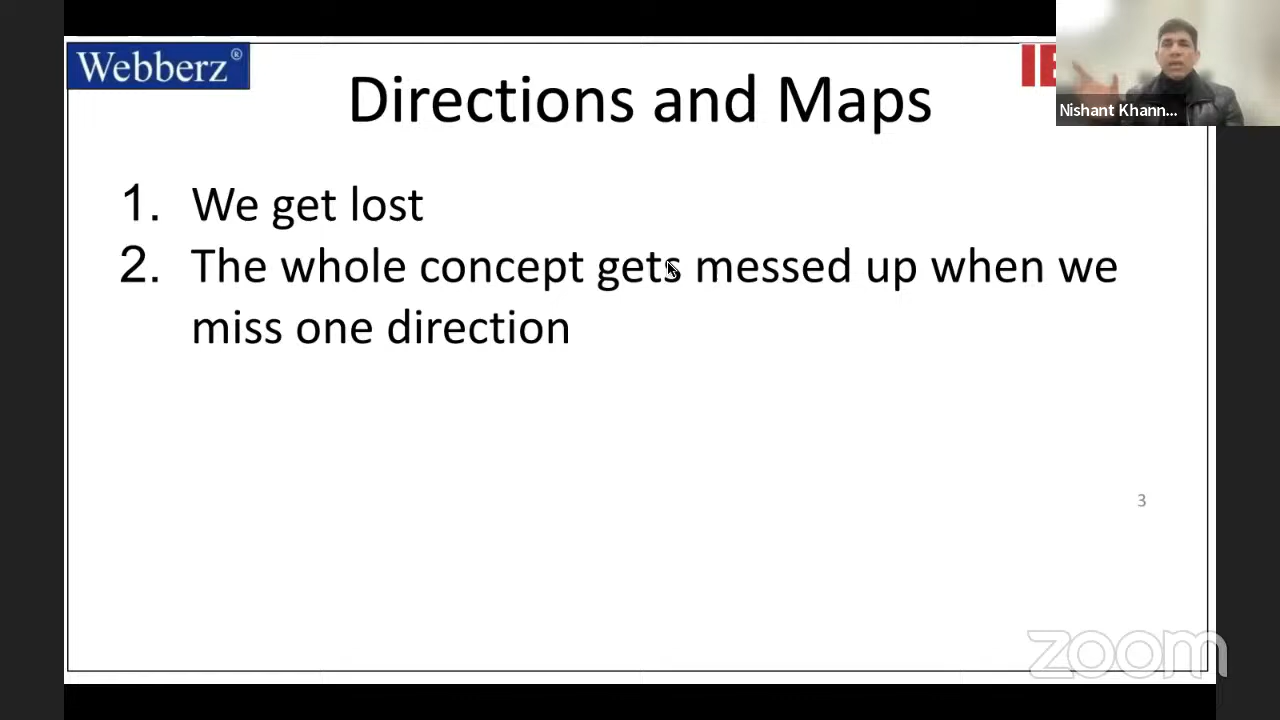 Webberz®
Directions and Maps
IE
Nishant Khann...
1. We get lost
2. The whole concept gets messed up when we
miss one direction
3
zoom